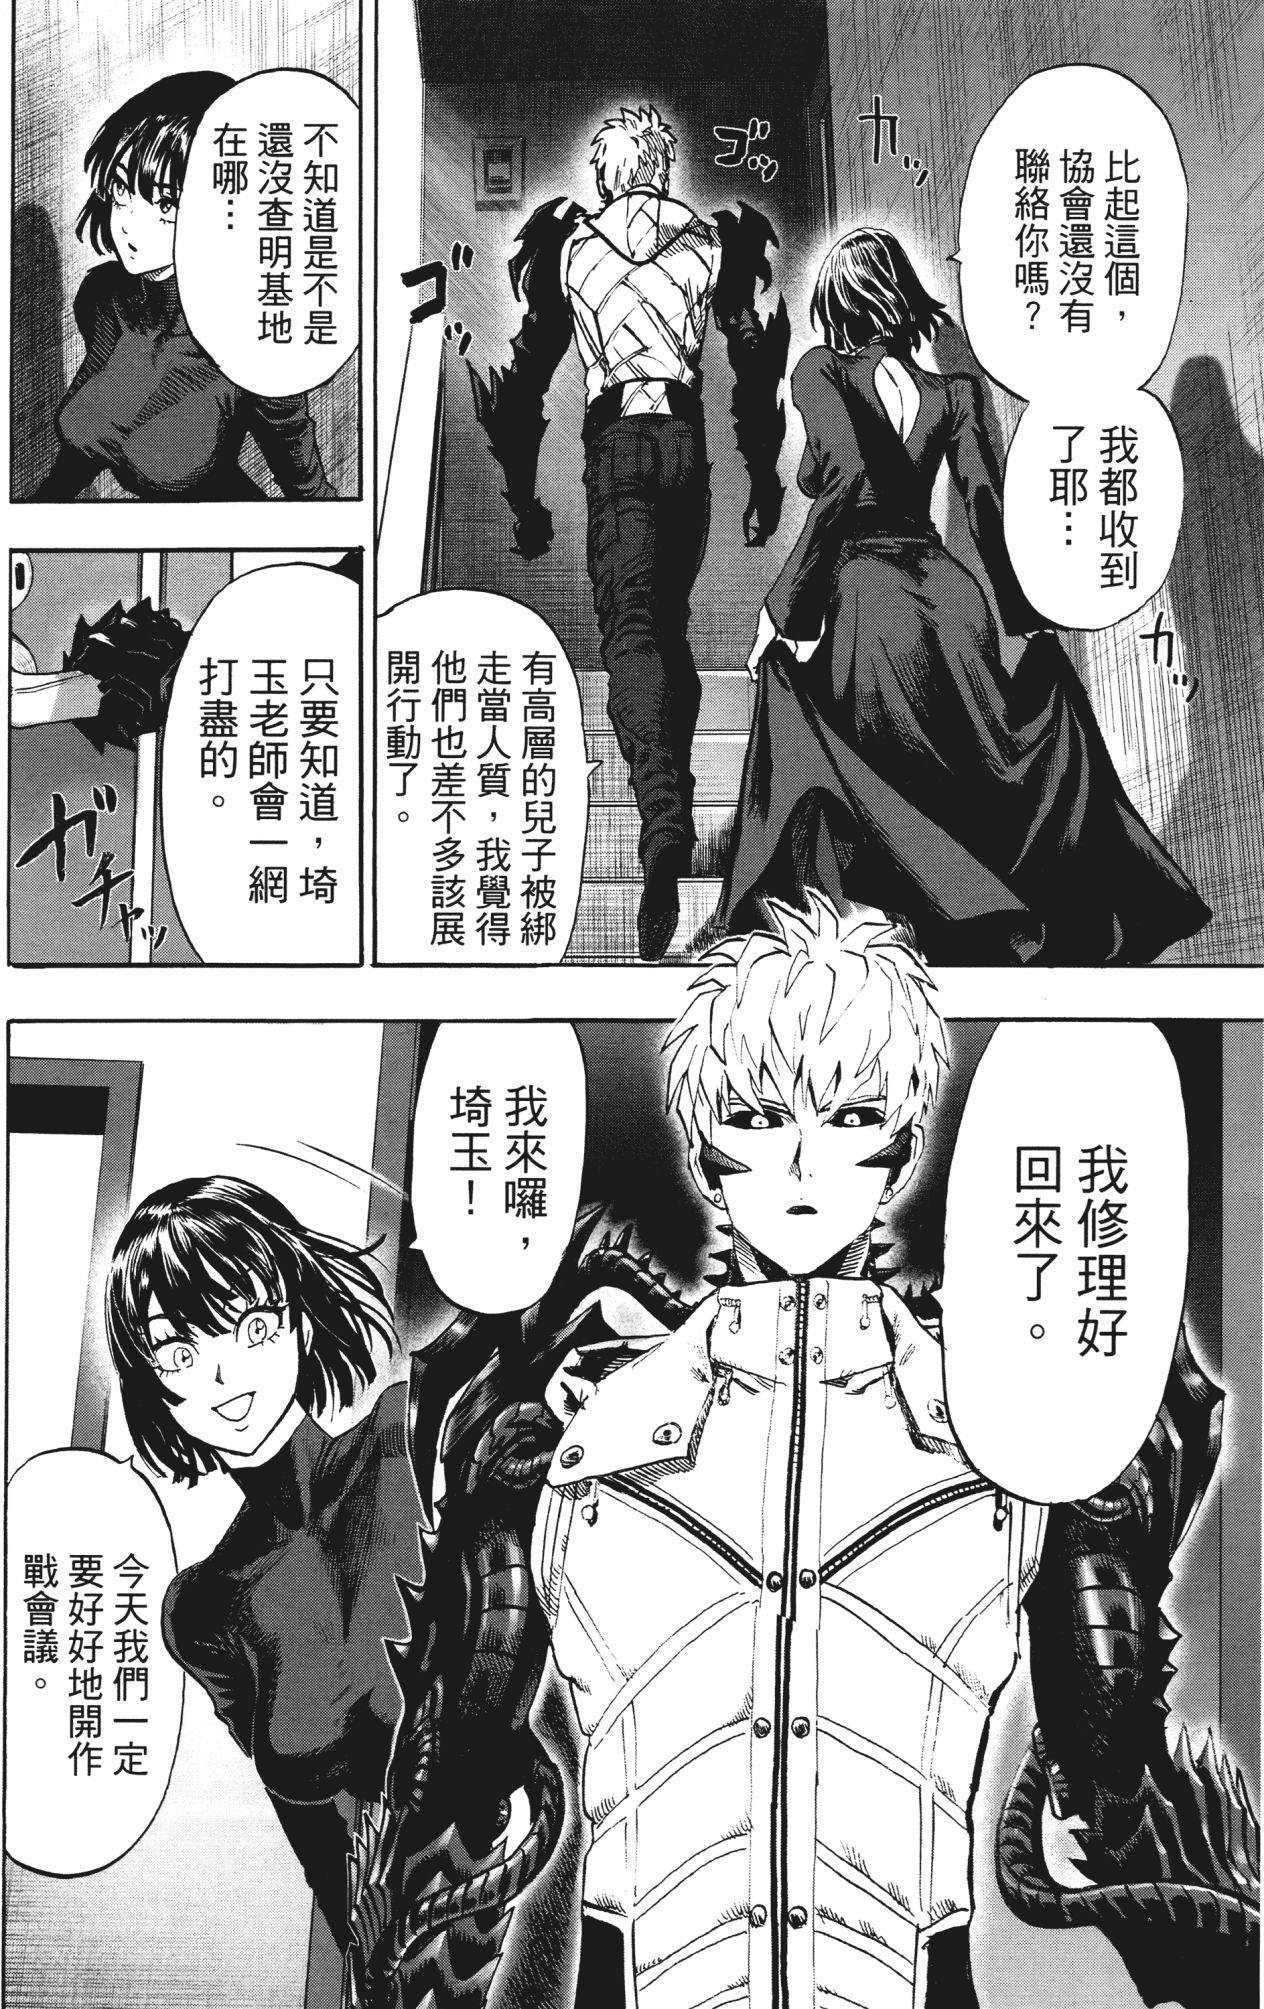 比起這個，
協會還沒有
聯絡你嗎？
我都收到
了耶…
カ
ッ
ゴ
ッ
ゴ
ッ
カ
ッ
有高層的兒子被綁
走當人質，我覺得
他們也差不多該展
開行動了。
不知道是不是
還沒查明基地
在哪…
只要知道，埼
玉老師會一網
打盡的。
ガチャッ
我修理好
回來了。
我來囉，
埼玉！
今天我們一定
要好好地開作
戰會議。